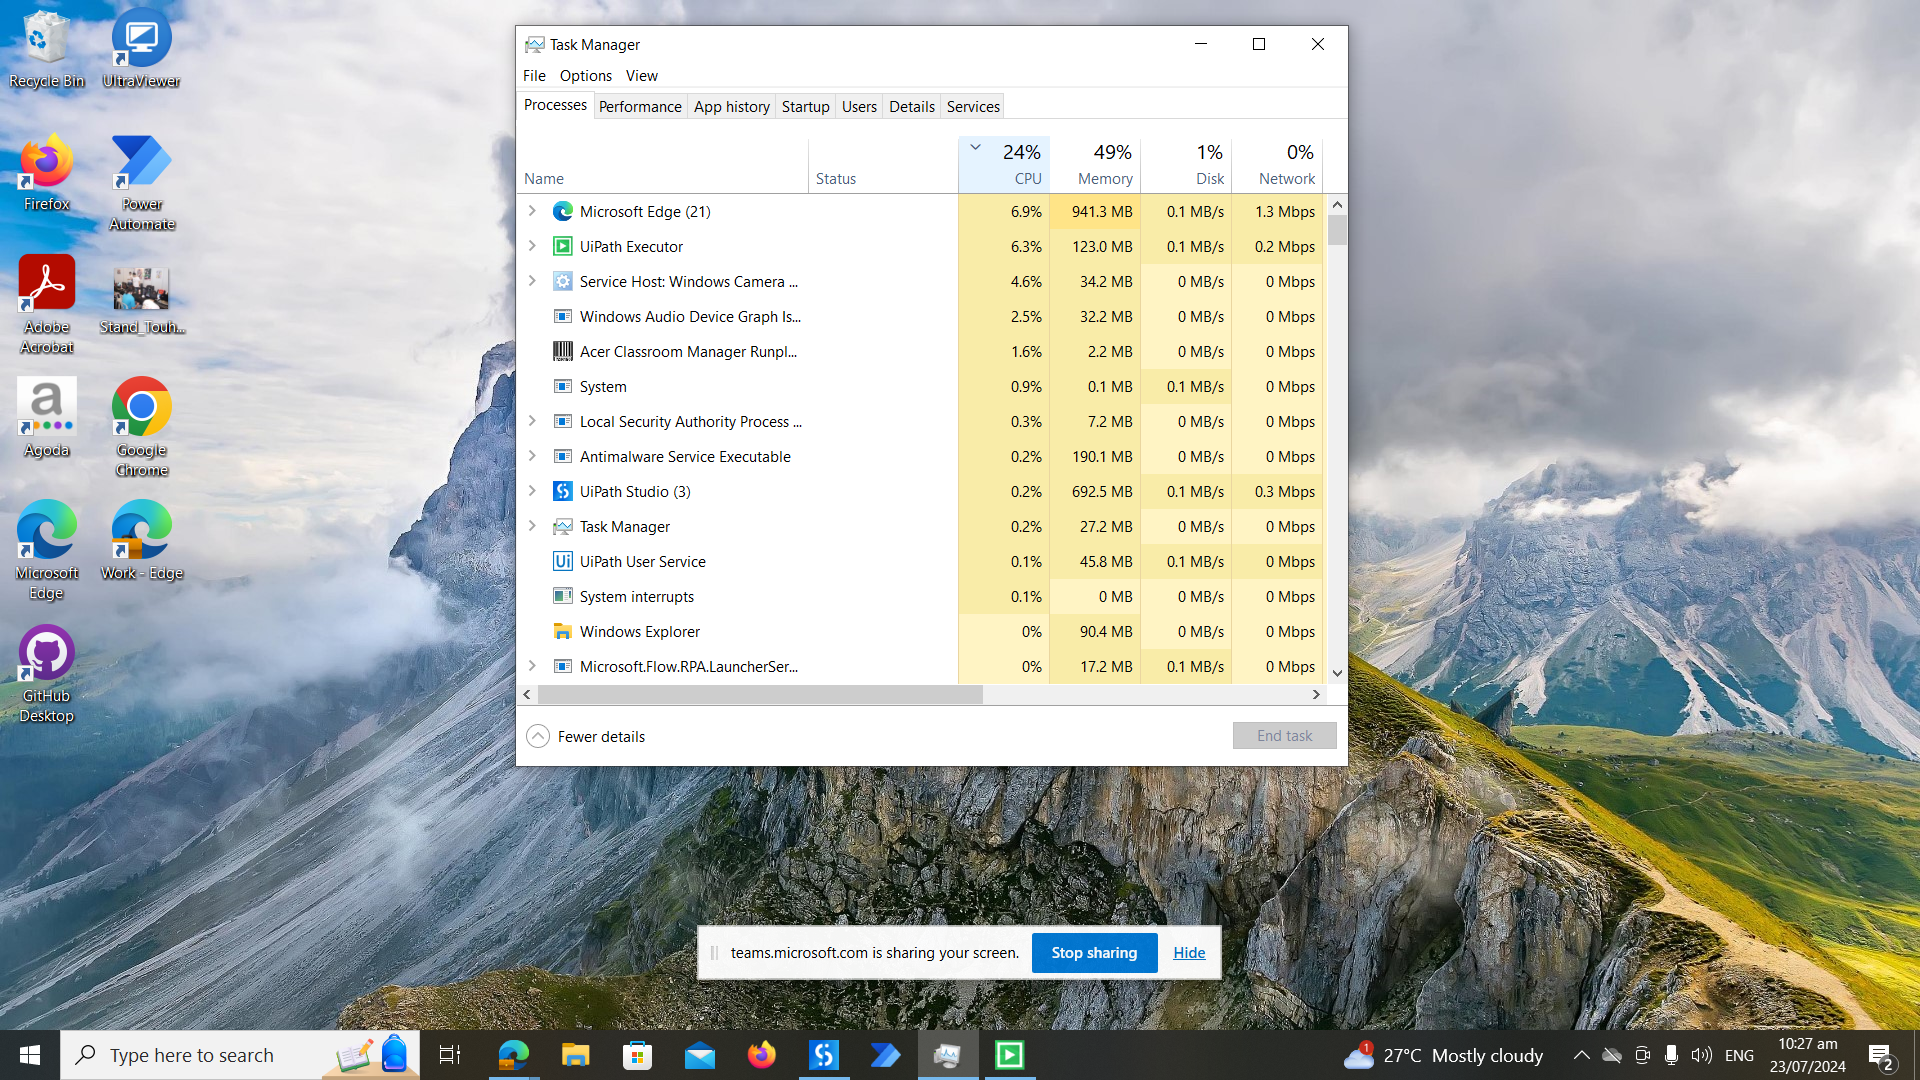 Recycle Bin
UltraViewer
Firefox
Power Automate
Adobe Acrobat
Stand_Touh...
Agoda
Google Chrome
Microsoft Edge
Work - Edge
GitHub Desktop
Task Manager
File Options View
Processes Performance App history Startup Users Details Services
24% 49% 1% 0%
Name Status CPU Memory Disk Network
Microsoft Edge (21) 6.9% 941.3 MB 0.1 MB/s 1.3 Mbps
UiPath Executor 6.3% 123.0 MB 0.1 MB/s 0.2 Mbps
Service Host: Windows Camera ... 4.6% 34.2 MB 0 MB/s 0 Mbps
Windows Audio Device Graph Is... 2.5% 32.2 MB 0 MB/s 0 Mbps
Acer Classroom Manager Runpl... 1.6% 2.2 MB 0 MB/s 0 Mbps
System 0.9% 0.1 MB 0.1 MB/s 0 Mbps
Local Security Authority Process ... 0.3% 7.2 MB 0 MB/s 0 Mbps
Antimalware Service Executable 0.2% 190.1 MB 0 MB/s 0 Mbps
UiPath Studio (3) 0.2% 692.5 MB 0.1 MB/s 0.3 Mbps
Task Manager 0.2% 27.2 MB 0 MB/s 0 Mbps
UiPath User Service 0.1% 45.8 MB 0.1 MB/s 0 Mbps
System interrupts 0.1% 0 MB 0 MB/s 0 Mbps
Windows Explorer 0% 90.4 MB 0 MB/s 0 Mbps
Microsoft.Flow.RPA.LauncherSer... 0% 17.2 MB 0.1 MB/s 0 Mbps
Fewer details End task
teams.microsoft.com is sharing your screen. Stop sharing Hide
Type here to search
1 27°C Mostly cloudy ENG 10:27 am 2
23/07/2024